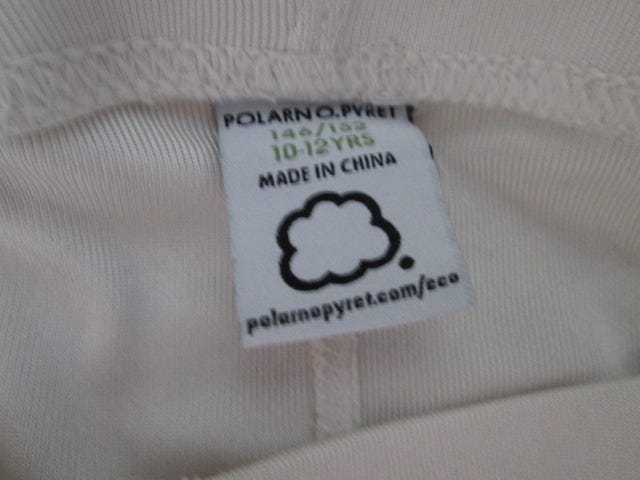 POLARN O. PYRET
146/152
10-12YRS
MADE IN CHINA
polarnopyret.com/eco